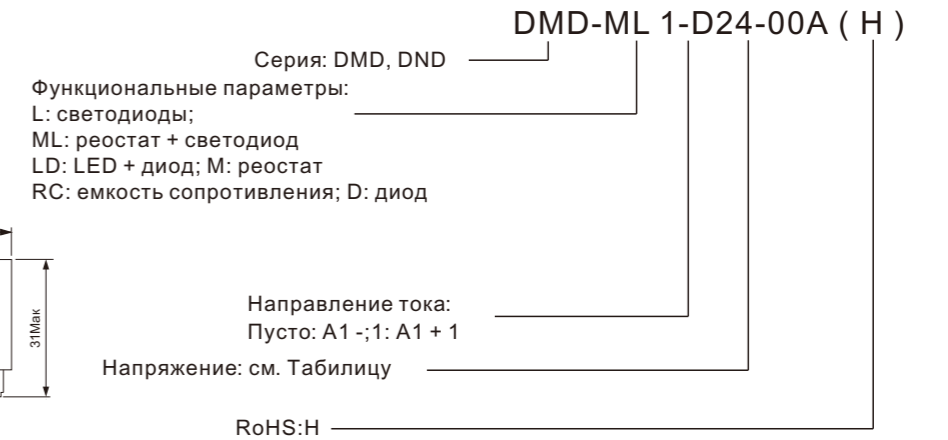 DMD-ML 1-D24-00A ( H )
Серия: DMD, DND
Функциональные параметры:
L: светодиоды;
ML: реостат + светодиод
LD: LED + диод; M: реостат
RC: емкость сопротивления; D: диод
31Мак
Направление тока:
Пусто: A1 -;1: A1 + 1
Напряжение: см. Табилицу
RoHS:H